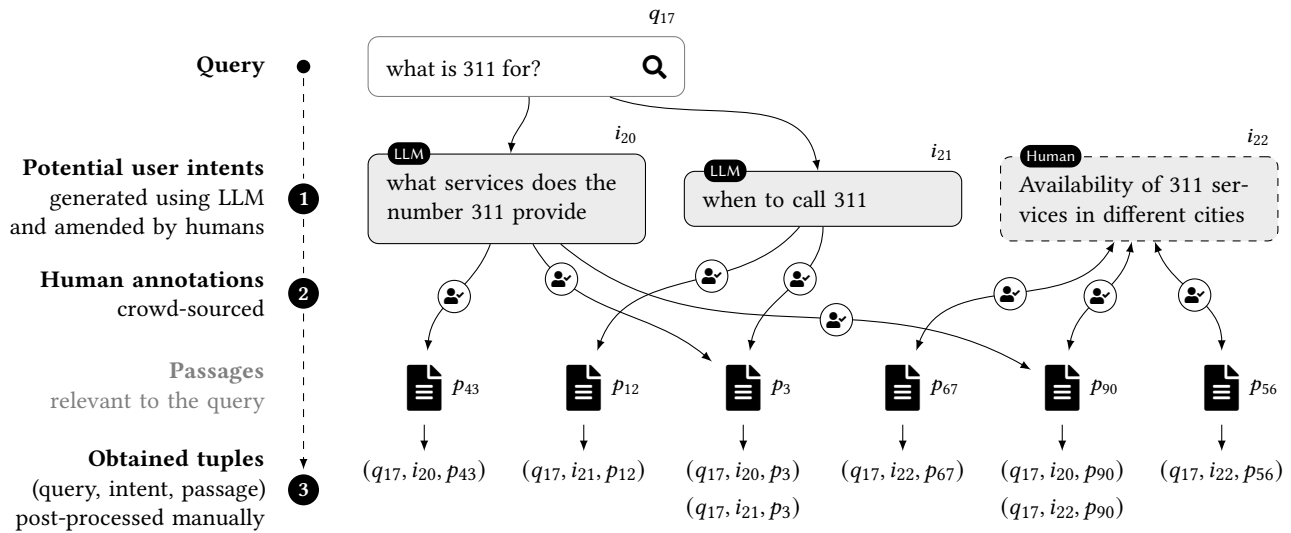 q17
Query
what is 311 for?
i20
i21
i22
LLM
LLM
Human
Potential user intents
generated using LLM
and amended by humans
1
what services does the
number 311 provide
when to call 311
Availability of 311 ser-
vices in different cities
Human annotations
crowd-sourced
2
Passages
relevant to the query
p43
p12
p3
p67
p90
p56
Obtained tuples
(query, intent, passage)
post-processed manually
3
(q17, i20, p43)
(q17, i21, p12)
(q17, i20, p3)
(q17, i21, p3)
(q17, i22, p67)
(q17, i20, p90)
(q17, i22, p90)
(q17, i22, p56)